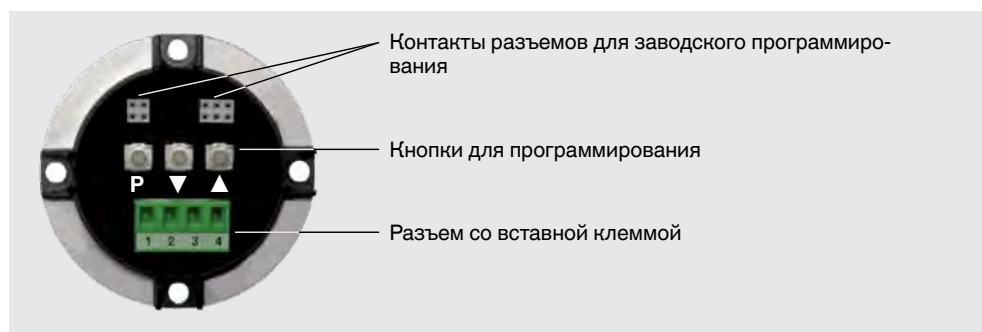 Контакты разъемов для заводского программиро-
вания
Кнопки для программирования
P ▼ ▲
Разъем со вставной клеммой
1 2 3 4